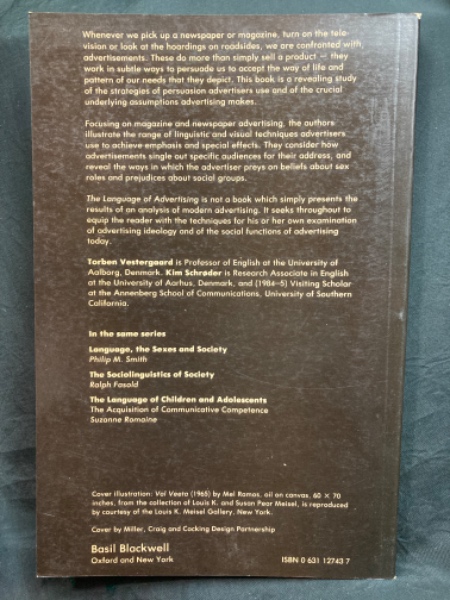 Whenever we pick up a newspaper or magazine, turn on the tele-
vision or look at the hoardings on roadsides, we are confronted with
advertisements. These do more than simply sell a product — they
work in subtle ways to persuade us to accept the way of life and
pattern of our needs that they depict. This book is a revealing study
of the strategies of persuasion advertisers use and of the crucial
underlying assumptions advertising makes.
Focusing on magazine and newspaper advertising, the authors
illustrate the range of linguistic and visual techniques advertisers
use to achieve emphasis and special effects. They consider how
advertisements single out specific audiences for their address, and
reveal the ways in which the advertiser preys on beliefs about sex
roles and prejudices about social groups.
The Language of Advertising is not a book which simply presents the
results of an analysis of modern advertising. It seeks throughout to
equip the reader with the techniques for his or her own examination
of advertising ideology and of the social functions of advertising
today.
Torben Vestergaard is Professor of English at the University of
Aalborg, Denmark. Kim Schrøder is Research Associate in English
at the University of Aarhus, Denmark, and (1984–5) Visiting Scholar
at the Annenberg School of Communications, University of Southern
California.
In the same series
Language, the Sexes and Society
Philip M. Smith
The Sociolinguistics of Society
Ralph Fasold
The Language of Children and Adolescents
The Acquisition of Communicative Competence
Suzanne Romaine
Cover illustration: Val Veeta (1965) by Mel Ramos, oil on canvas, 60 × 70
inches, from the collection of Louis K. and Susan Pear Meisel, is reproduced
by courtesy of the Louis K. Meisel Gallery, New York.
Cover by Miller, Craig and Cocking Design Partnership
Basil Blackwell
Oxford and New York
ISBN 0 631 12743 7